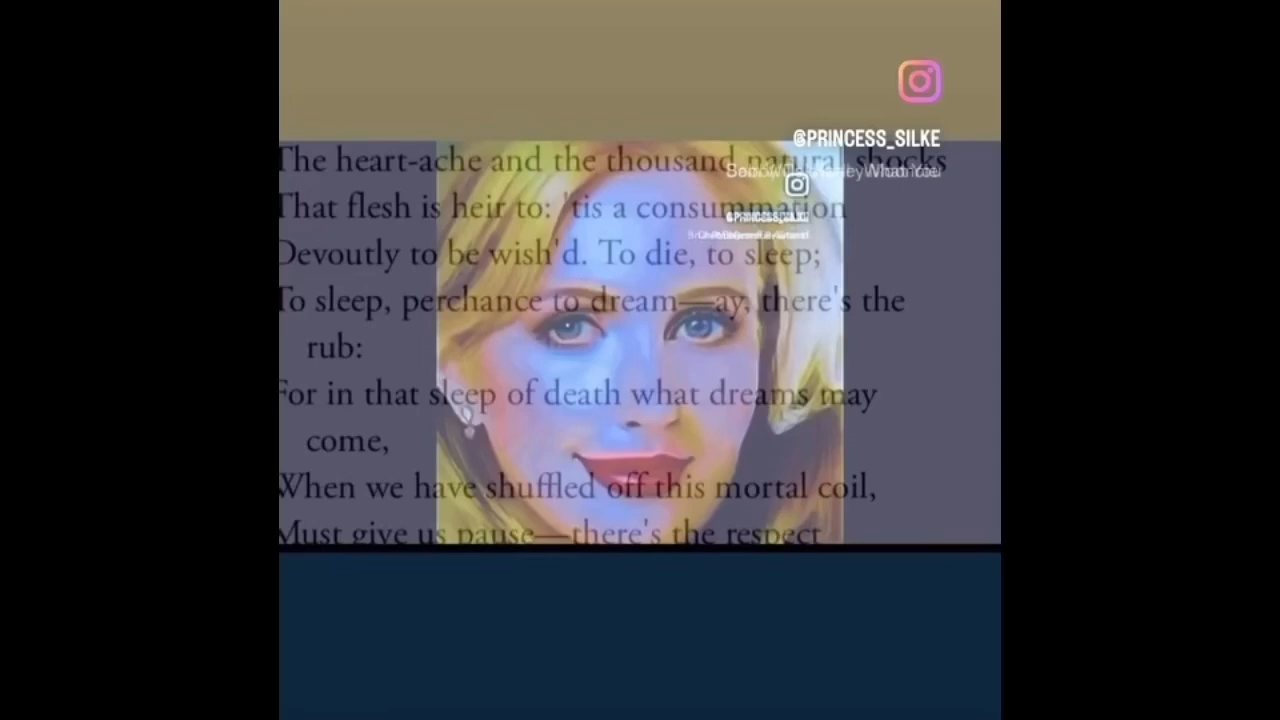 @PRINCESS_SILKE
The heart-ache and the thousand natural shocks
@PRINCESS_SILKE
That flesh is heir to: 'tis a consummation
Devoutly to be wish'd. To die, to sleep;
To sleep, perchance to dream—ay, there's the
rub:
For in that sleep of death what dreams may
come,
When we have shuffled off this mortal coil,
Must give us pause—there's the respect